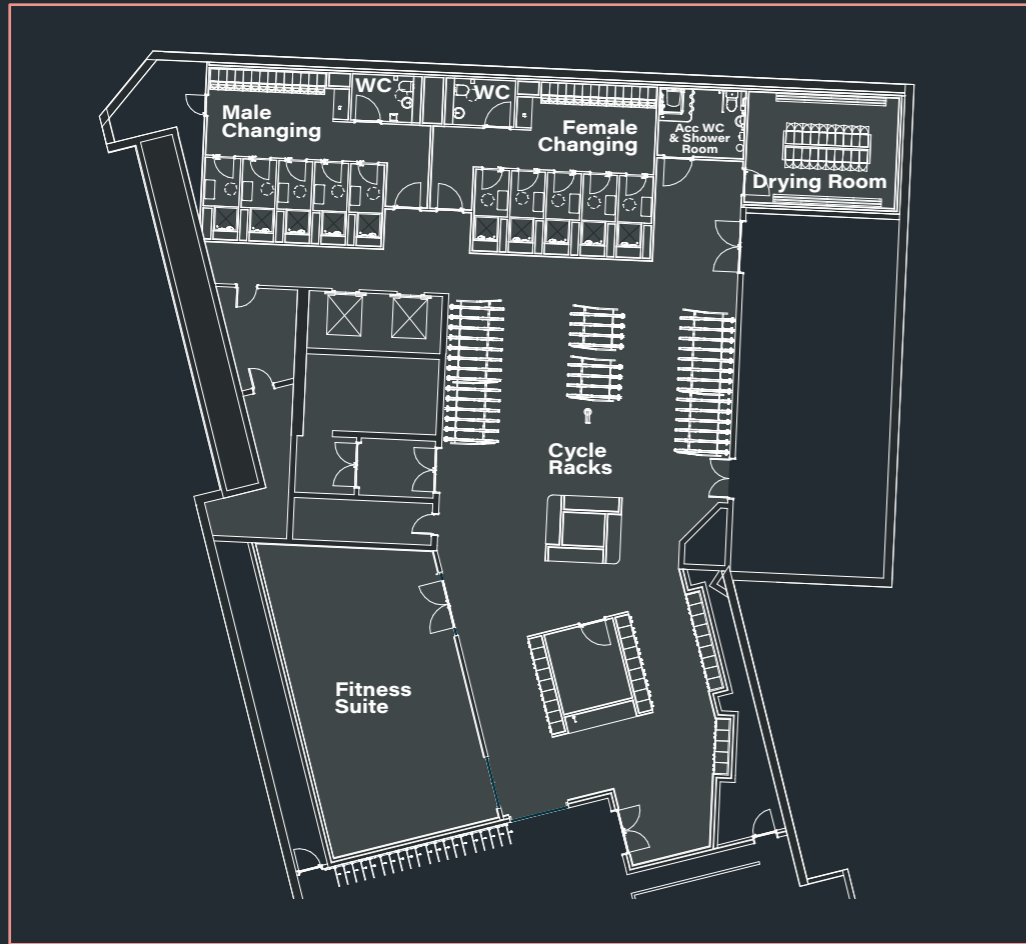 WC
WC
Male
Changing
Female
Changing
Acc WC
& Shower
Room
Drying Room
Cycle
Racks
Fitness
Suite